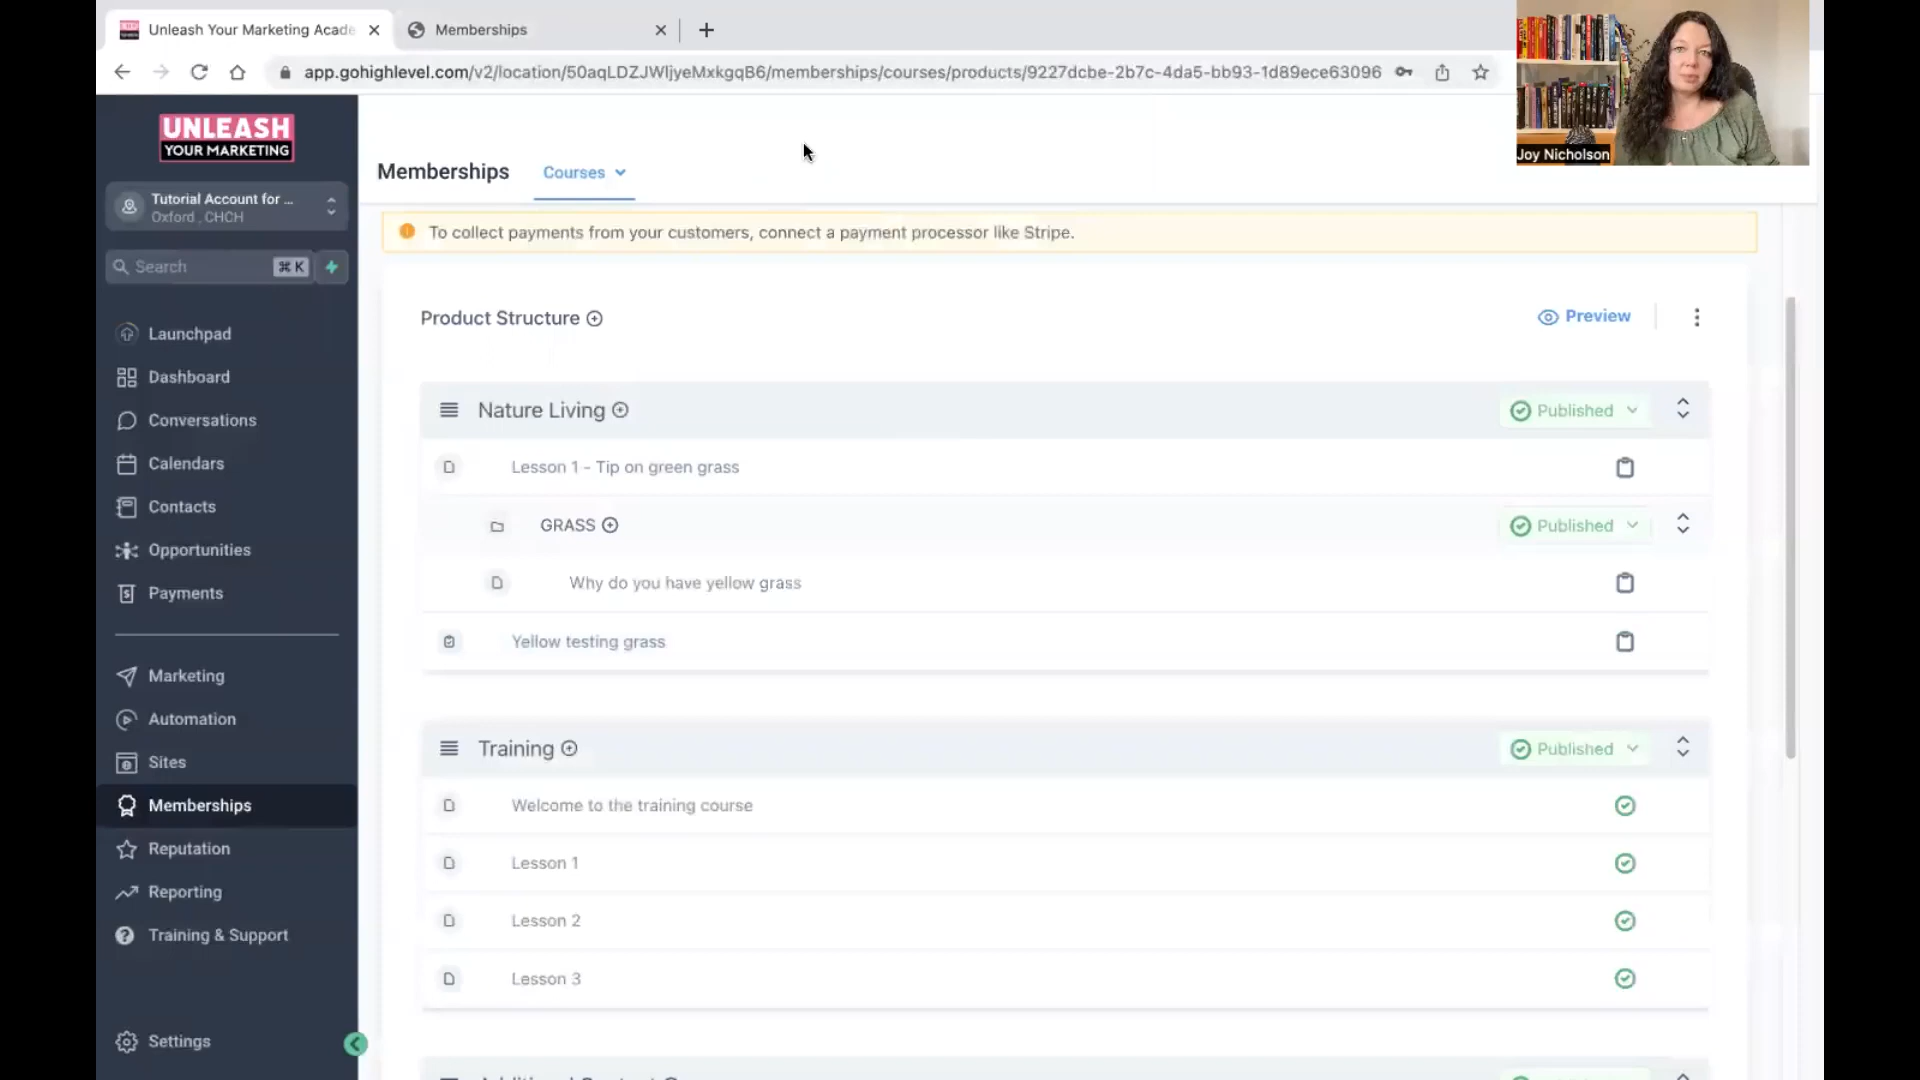 Unleash Your Marketing Acade
Memberships
app.gohighlevel.com/v2/location/50aqLDZJWljyeMxkgqB6/memberships/courses/products/9227dcbe-2b7c-4da5-bb93-1d89ece63096
Joy Nicholson
UNLEASH
YOUR MARKETING
Tutorial Account for ...
Oxford , CHCH
Search
⌘ K
Launchpad
Dashboard
Conversations
Calendars
Contacts
Opportunities
Payments
Marketing
Automation
Sites
Memberships
Reputation
Reporting
Training & Support
Settings
Memberships
Courses
To collect payments from your customers, connect a payment processor like Stripe.
Product Structure
Preview
Nature Living
Published
Lesson 1 - Tip on green grass
GRASS
Published
Why do you have yellow grass
Yellow testing grass
Training
Published
Welcome to the training course
Lesson 1
Lesson 2
Lesson 3